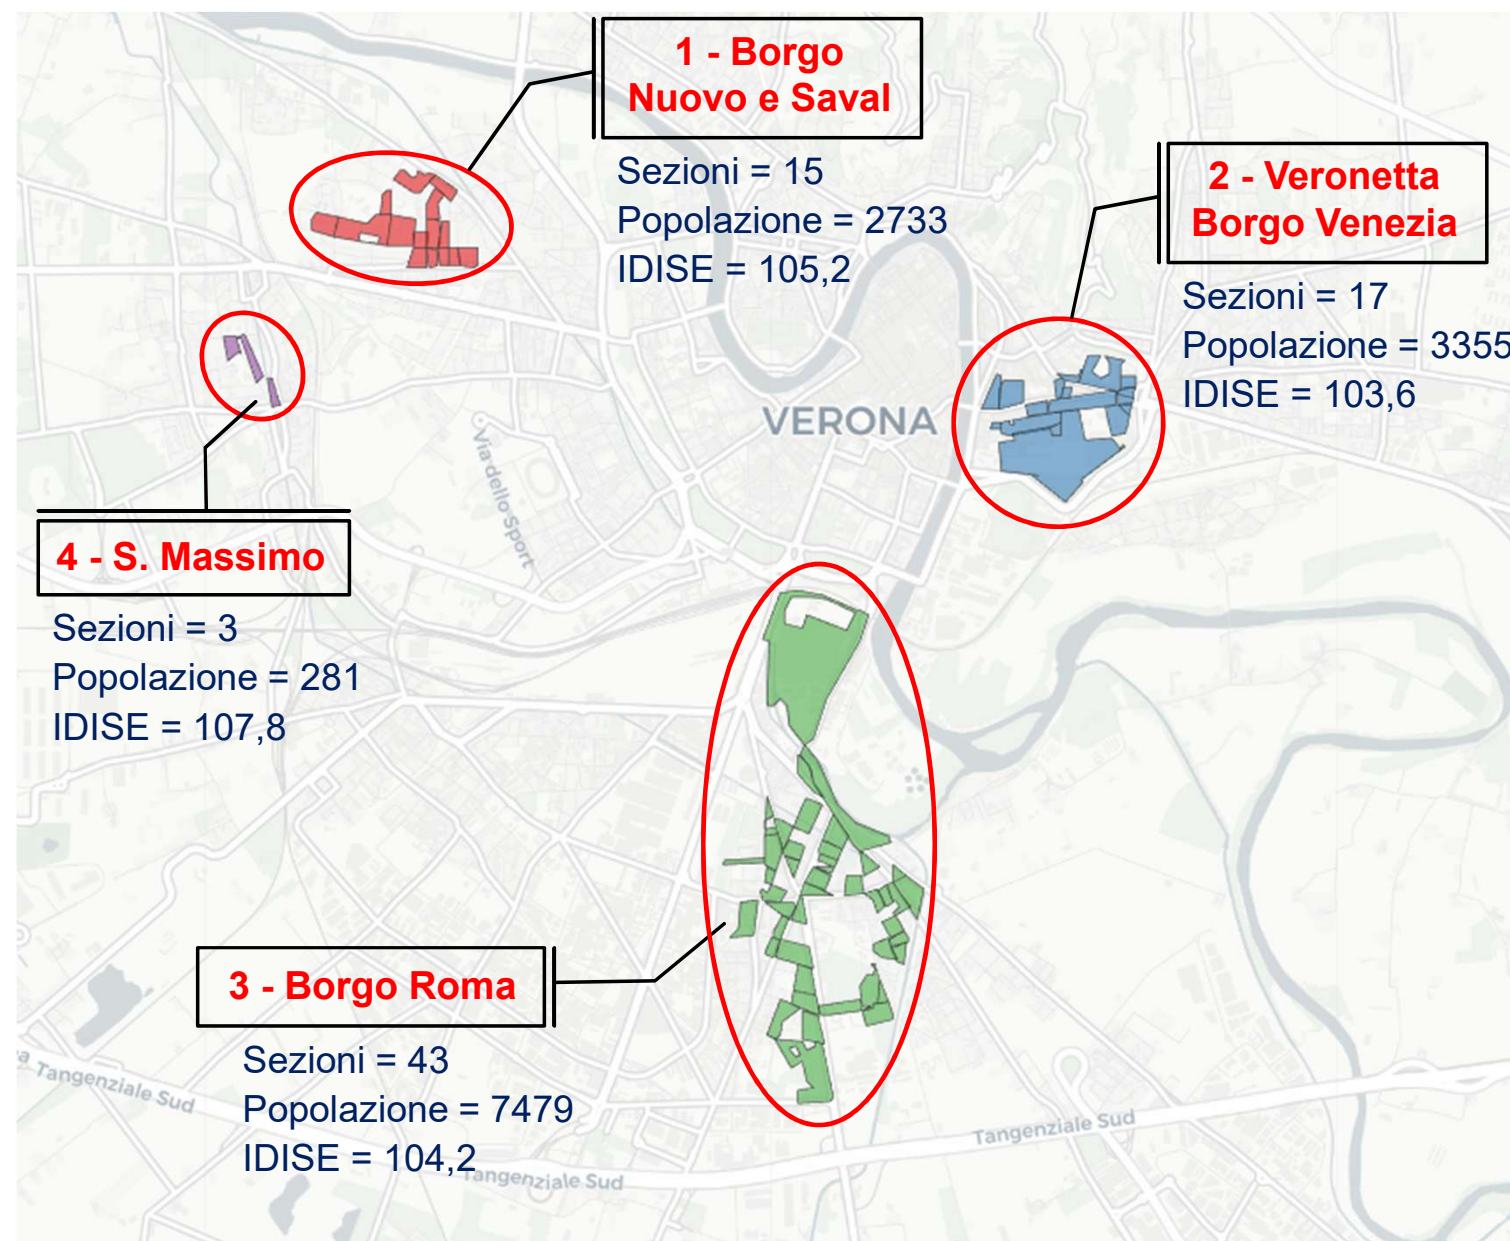 1 - Borgo
Nuovo e Saval
Sezioni = 15
Popolazione = 2733
IDISE = 105,2
2 - Veronetta
Borgo Venezia
Sezioni = 17
Popolazione = 3355
IDISE = 103,6
VERONA
Via dello Sport
4 - S. Massimo
Sezioni = 3
Popolazione = 281
IDISE = 107,8
3 - Borgo Roma
Sezioni = 43
Popolazione = 7479
IDISE = 104,2
Tangenziale Sud
Tangenziale Sud
Tangenziale Sud